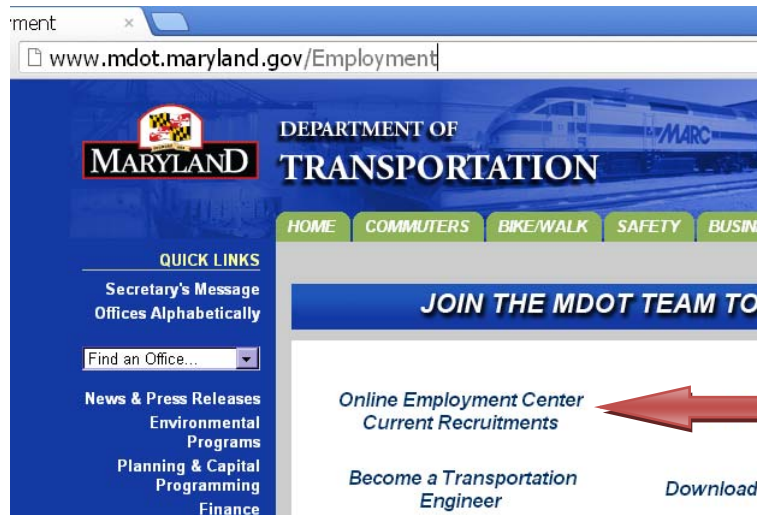 ment
www.mdot.maryland.gov/Employment
MARYLAND
DEPARTMENT OF
TRANSPORTATION
MARC
HOME COMMUTERS BIKE/WALK SAFETY BUSIN
QUICK LINKS
Secretary's Message
Offices Alphabetically
Find an Office...
News & Press Releases
Environmental
Programs
Planning & Capital
Programming
Finance
JOIN THE MDOT TEAM TO
Online Employment Center
Current Recruitments
Become a Transportation
Engineer
Download